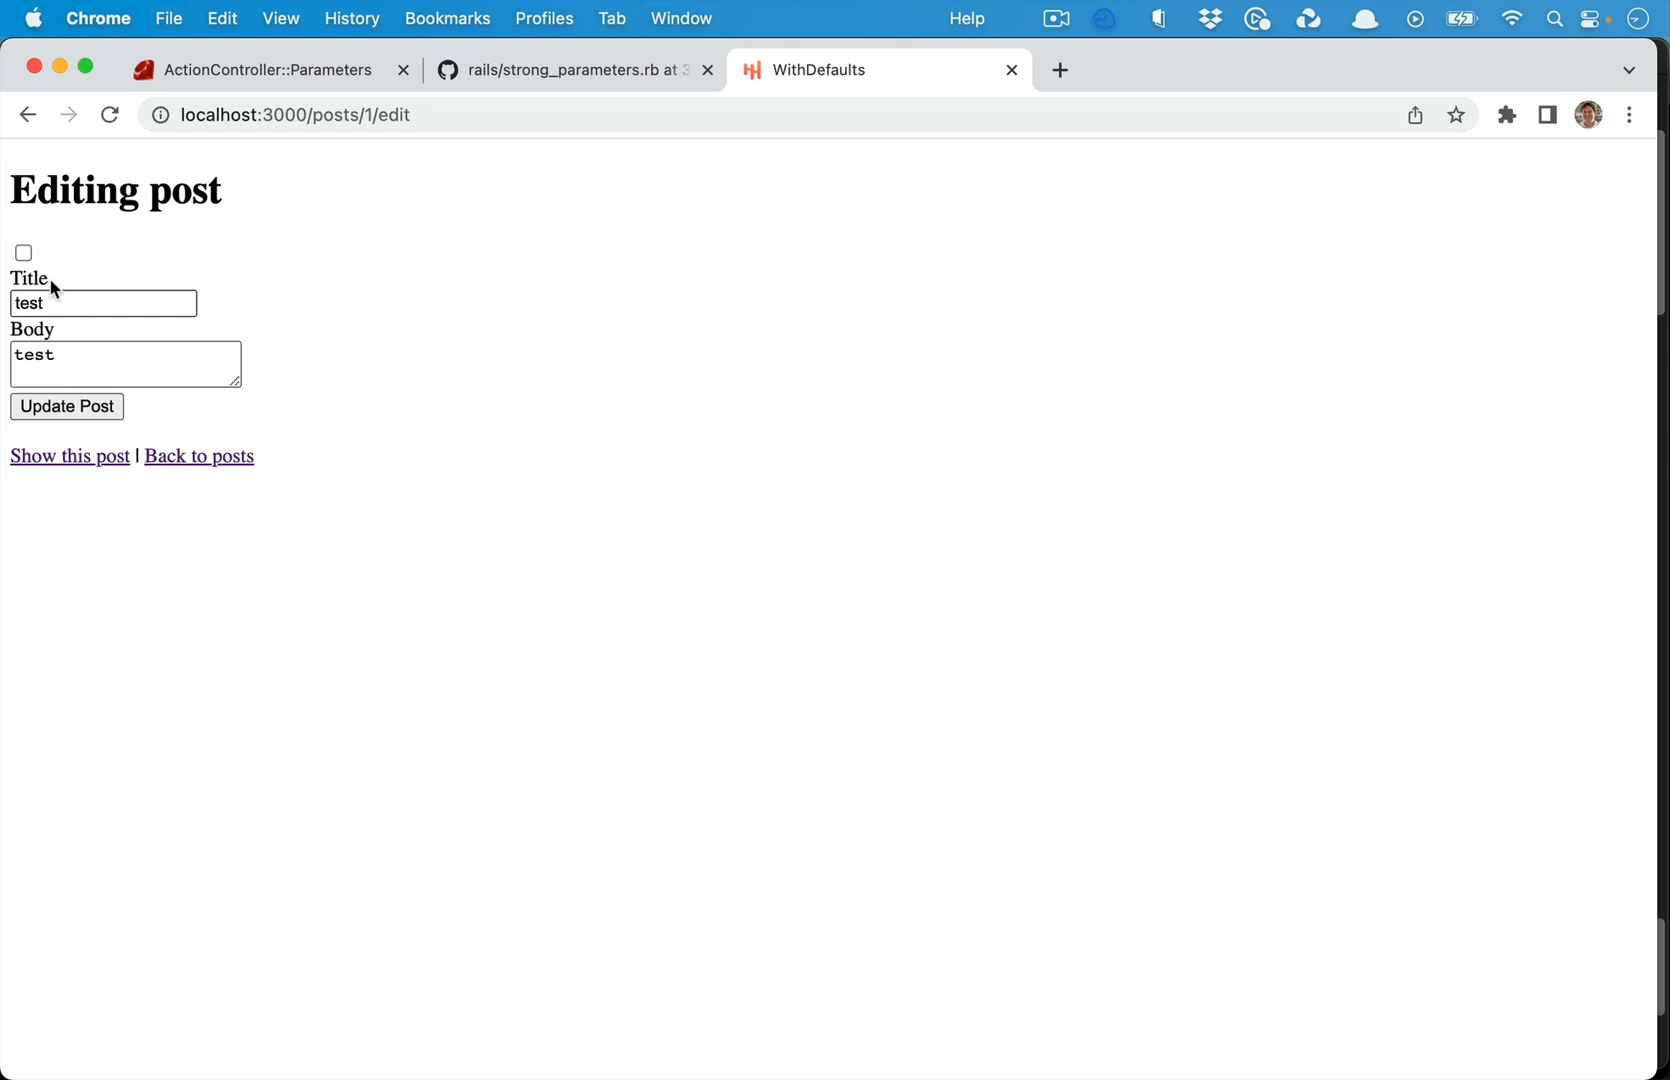 Chrome File Edit View History Bookmarks Profiles Tab Window Help
ActionController::Parameters rails/strong_parameters.rb at 3 WithDefaults
localhost:3000/posts/1/edit
Editing post
Title
test
Body
test
Update Post
Show this post | Back to posts